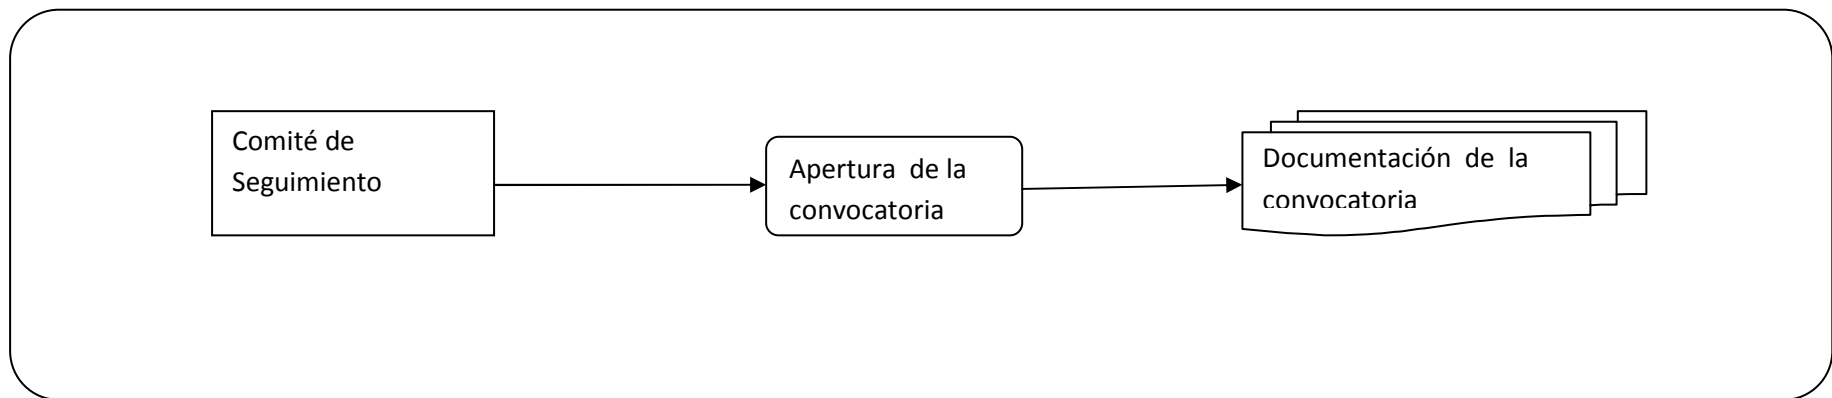 Comité de
Seguimiento
Apertura de la
convocatoria
Documentación de la
convocatoria